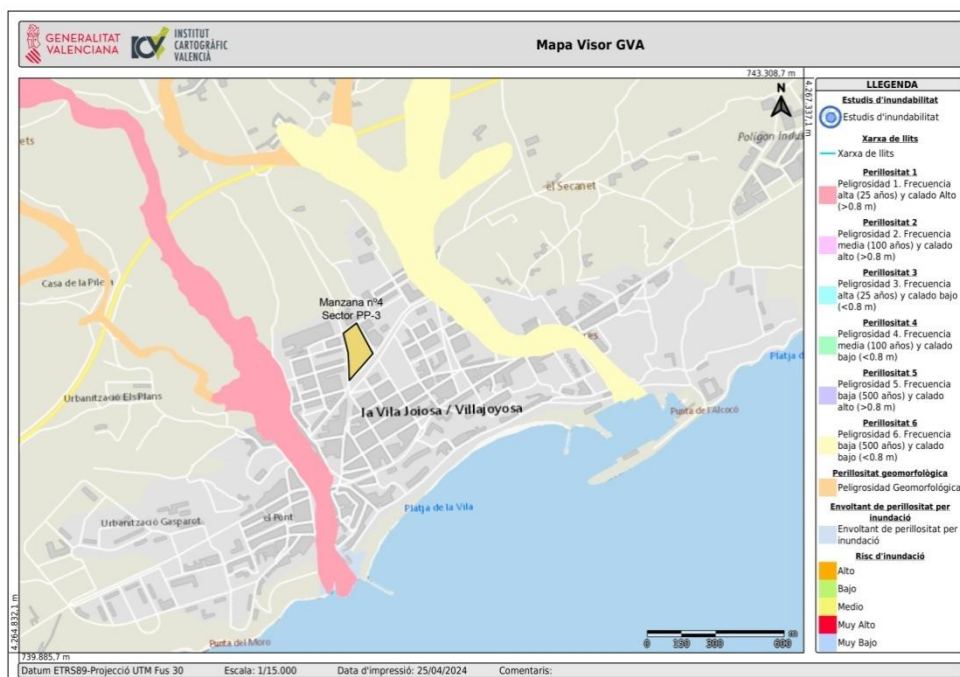 GENERALITAT
VALENCIANA
ICV
INSTITUT
CARTOGRÀFIC
VALENCIÀ
Mapa Visor GVA
743.308,7 m
4.267.337,1 m
N
ets
Polígon Indus
el Secanet
Casa de la Pileta
Manzana nº4
Sector PP-3
res
Platja d
Urbanització Els Plans
la Vila Joiosa / Villajoyosa
Punta de l'Alcocó
Platja de la Vila
Urbanització Gasparot
el Pont
Punta del Moro
m
0 150 300 600
4.264.832,1 m
739.885,7 m
LLEGENDA
Estudis d'inundabilitat
Estudis d'inundabilitat
Xarxa de llits
Xarxa de llits
Perillositat 1
Peligrosidad 1. Frecuencia
alta (25 años) y calado Alto
(>0.8 m)
Perillositat 2
Peligrosidad 2. Frecuencia
media (100 años) y calado
alto (>0.8 m)
Perillositat 3
Peligrosidad 3. Frecuencia
alta (25 años) y calado bajo
(<0.8 m)
Perillositat 4
Peligrosidad 4. Frecuencia
media (100 años) y calado
bajo (<0.8 m)
Perillositat 5
Peligrosidad 5. Frecuencia
baja (500 años) y calado
alto (>0.8 m)
Perillositat 6
Peligrosidad 6. Frecuencia
baja (500 años) y calado
bajo (<0.8 m)
Perillositat geomorfològica
Peligrosidad Geomorfológica
Envoltant de perillositat per
inundació
Envoltant de perillositat per
inundació
Risc d'inundació
Alto
Bajo
Medio
Muy Alto
Muy Bajo
Datum ETRS89-Projecció UTM Fus 30 Escala: 1/15.000 Data d'impressió: 25/04/2024 Comentaris: